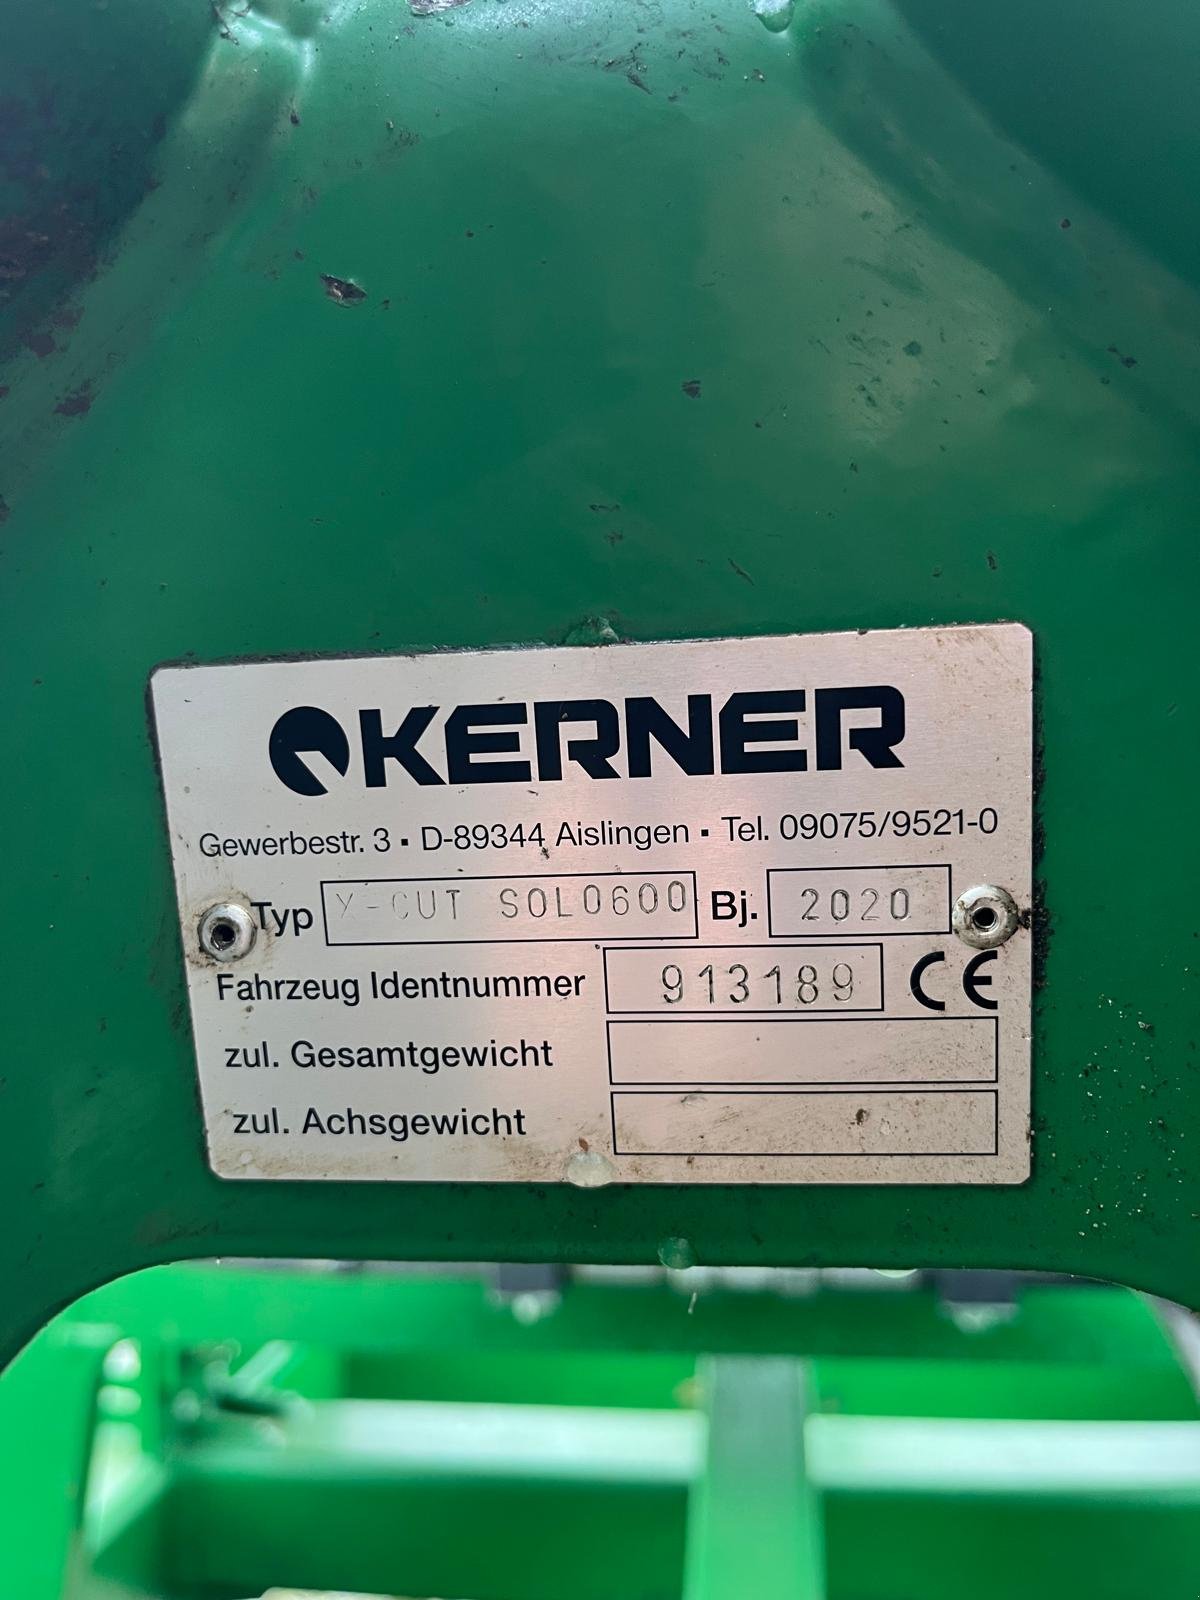 KERNER
Gewerbestr. 3 ▪ D-89344 Aislingen ▪ Tel. 09075/9521-0
Typ X-CUT SOLO600 Bj. 2020
Fahrzeug Identnummer 913189 CE
zul. Gesamtgewicht
zul. Achsgewicht